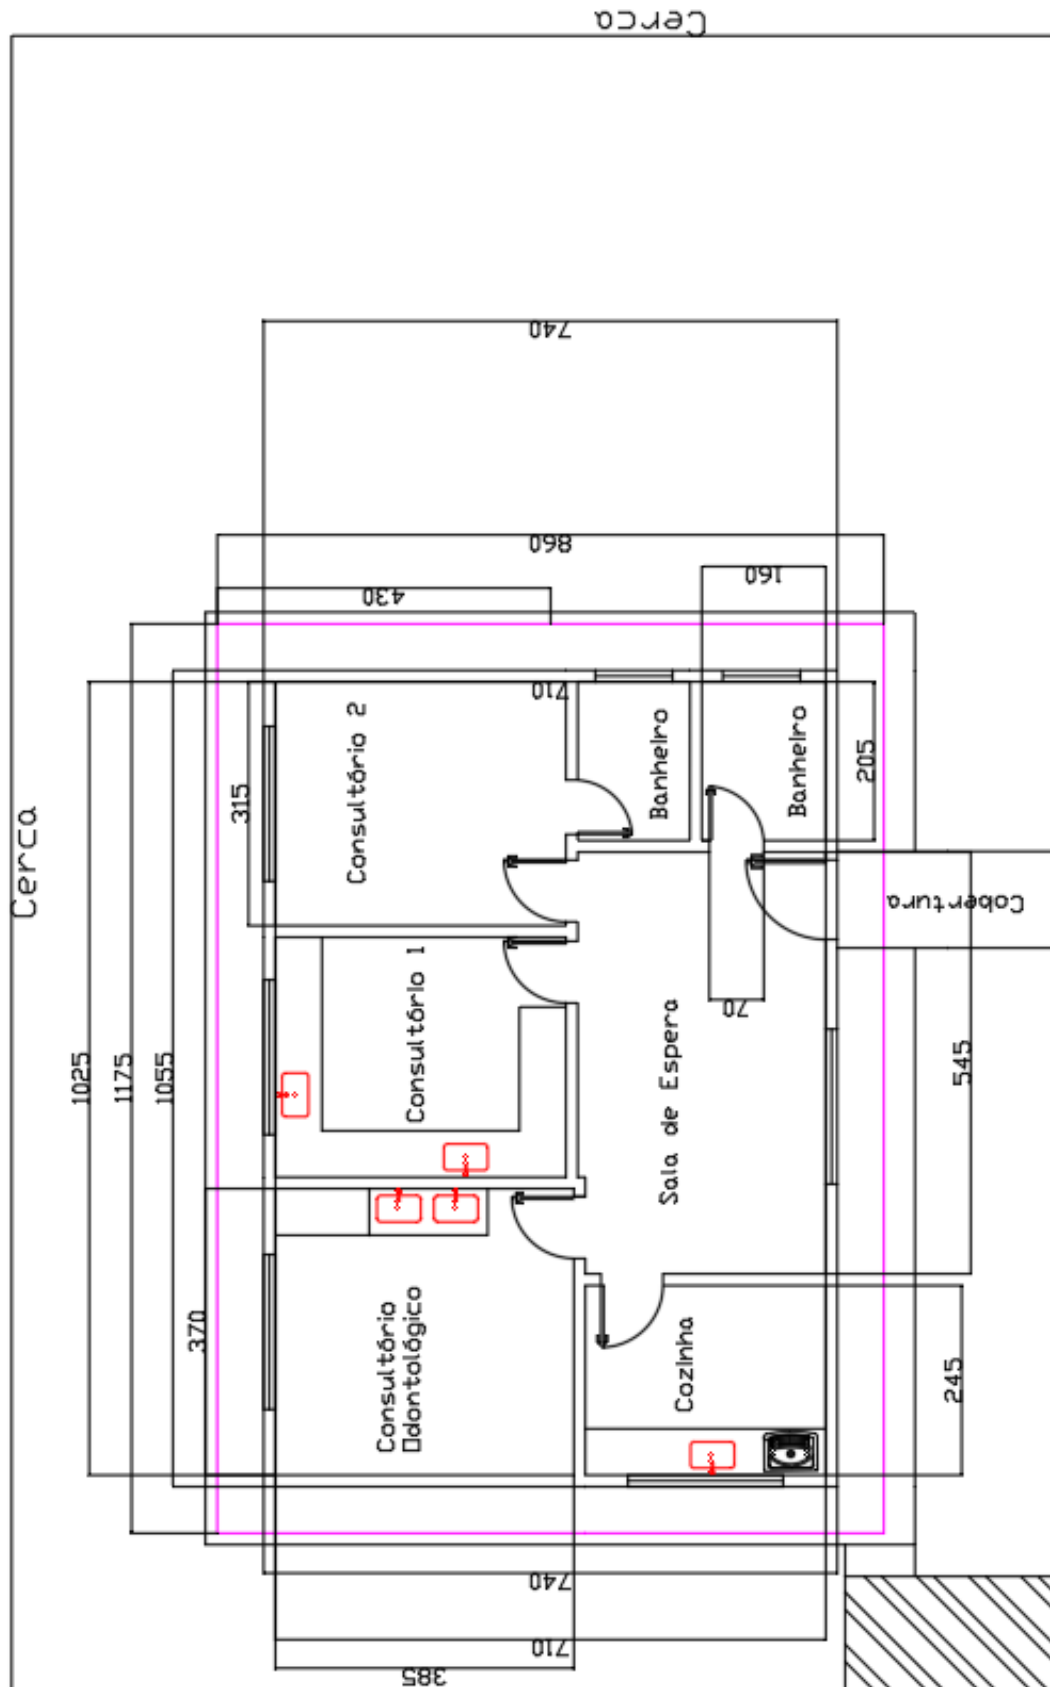 Cerca
740
860
430
160
710
Consultório 2
Banheiro
Banheiro
205
315
Cerca
Cobertura
Consultório 1
70
Sala de Espera
545
1025
1175
1055
370
Consultório
Odontológico
Cozinha
245
740
710
385